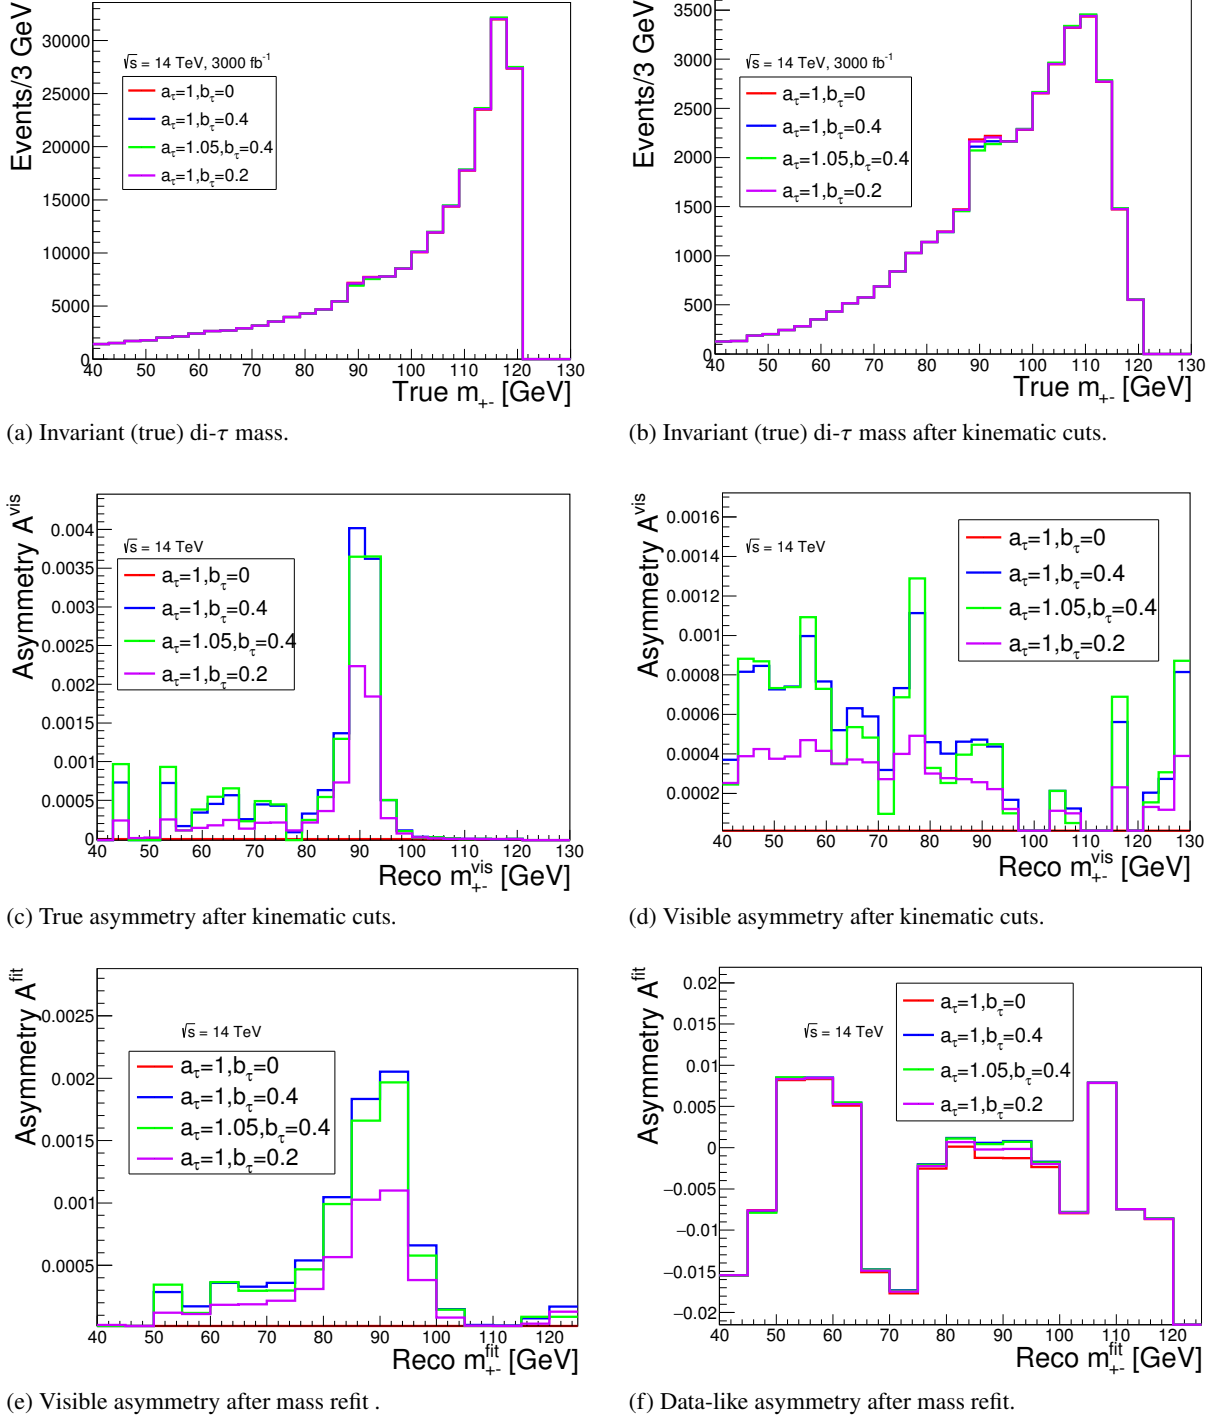 Events/3 GeV
30000
25000
20000
15000
10000
5000
0
√s = 14 TeV, 3000 fb⁻¹
a_τ=1,b_τ=0
a_τ=1,b_τ=0.4
a_τ=1.05,b_τ=0.4
a_τ=1,b_τ=0.2
40 50 60 70 80 90 100 110 120 130
True m_{+-} [GeV]
(a) Invariant (true) di-τ mass.
Events/3 GeV
3500
3000
2500
2000
1500
1000
500
0
√s = 14 TeV, 3000 fb⁻¹
a_τ=1,b_τ=0
a_τ=1,b_τ=0.4
a_τ=1.05,b_τ=0.4
a_τ=1,b_τ=0.2
40 50 60 70 80 90 100 110 120 130
True m_{+-} [GeV]
(b) Invariant (true) di-τ mass after kinematic cuts.
Asymmetry A^{vis}
0.004
0.0035
0.003
0.0025
0.002
0.0015
0.001
0.0005
0
√s = 14 TeV
a_τ=1,b_τ=0
a_τ=1,b_τ=0.4
a_τ=1.05,b_τ=0.4
a_τ=1,b_τ=0.2
40 50 60 70 80 90 100 110 120 130
Reco m_{+-}^{vis} [GeV]
(c) True asymmetry after kinematic cuts.
Asymmetry A^{vis}
0.0016
0.0014
0.0012
0.001
0.0008
0.0006
0.0004
0.0002
√s = 14 TeV
a_τ=1,b_τ=0
a_τ=1,b_τ=0.4
a_τ=1.05,b_τ=0.4
a_τ=1,b_τ=0.2
40 50 60 70 80 90 100 110 120 130
Reco m_{+-}^{vis} [GeV]
(d) Visible asymmetry after kinematic cuts.
Asymmetry A^{fit}
0.0025
0.002
0.0015
0.001
0.0005
√s = 14 TeV
a_τ=1,b_τ=0
a_τ=1,b_τ=0.4
a_τ=1.05,b_τ=0.4
a_τ=1,b_τ=0.2
40 50 60 70 80 90 100 110 120
Reco m_{+-}^{fit} [GeV]
(e) Visible asymmetry after mass refit .
Asymmetry A^{fit}
0.02
0.015
0.01
0.005
0
−0.005
−0.01
−0.015
−0.02
√s = 14 TeV
a_τ=1,b_τ=0
a_τ=1,b_τ=0.4
a_τ=1.05,b_τ=0.4
a_τ=1,b_τ=0.2
40 50 60 70 80 90 100 110 120
Reco m_{+-}^{fit} [GeV]
(f) Data-like asymmetry after mass refit.